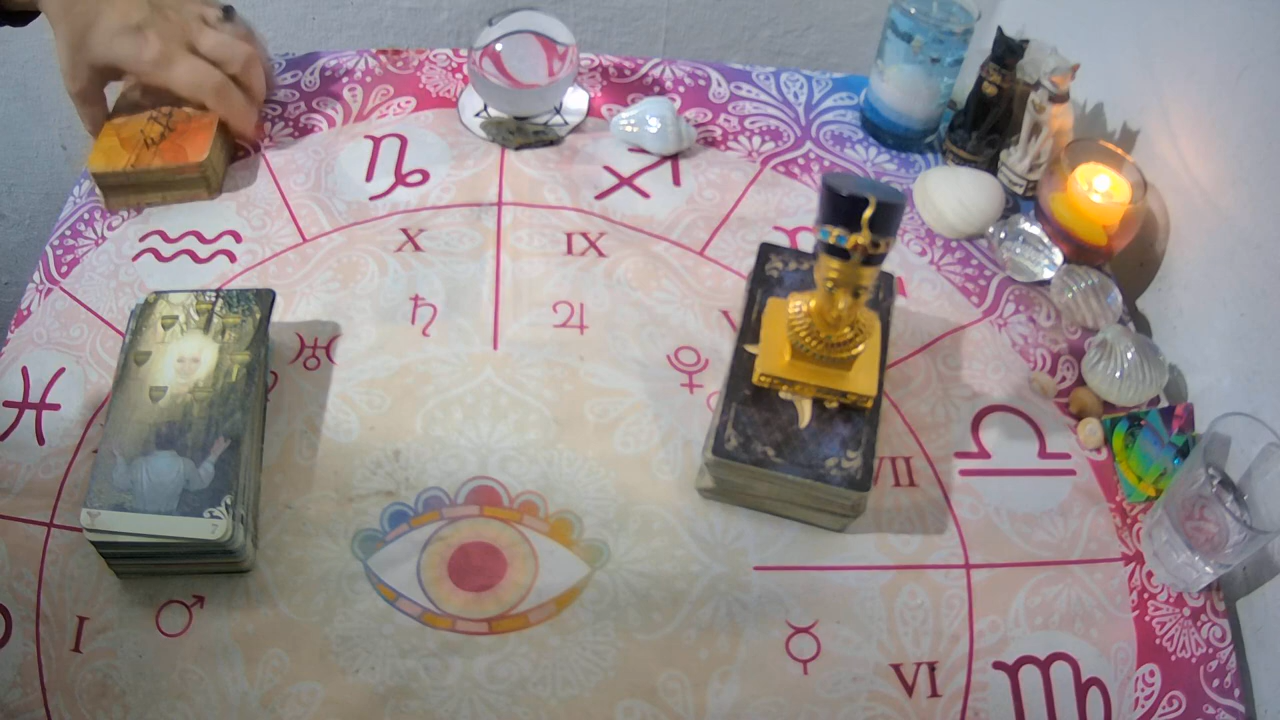 ♑
♐
♒
X
IX
♄
♃
♅
♇
♓
♎
VII
I
♂
☿
VI
♍
7